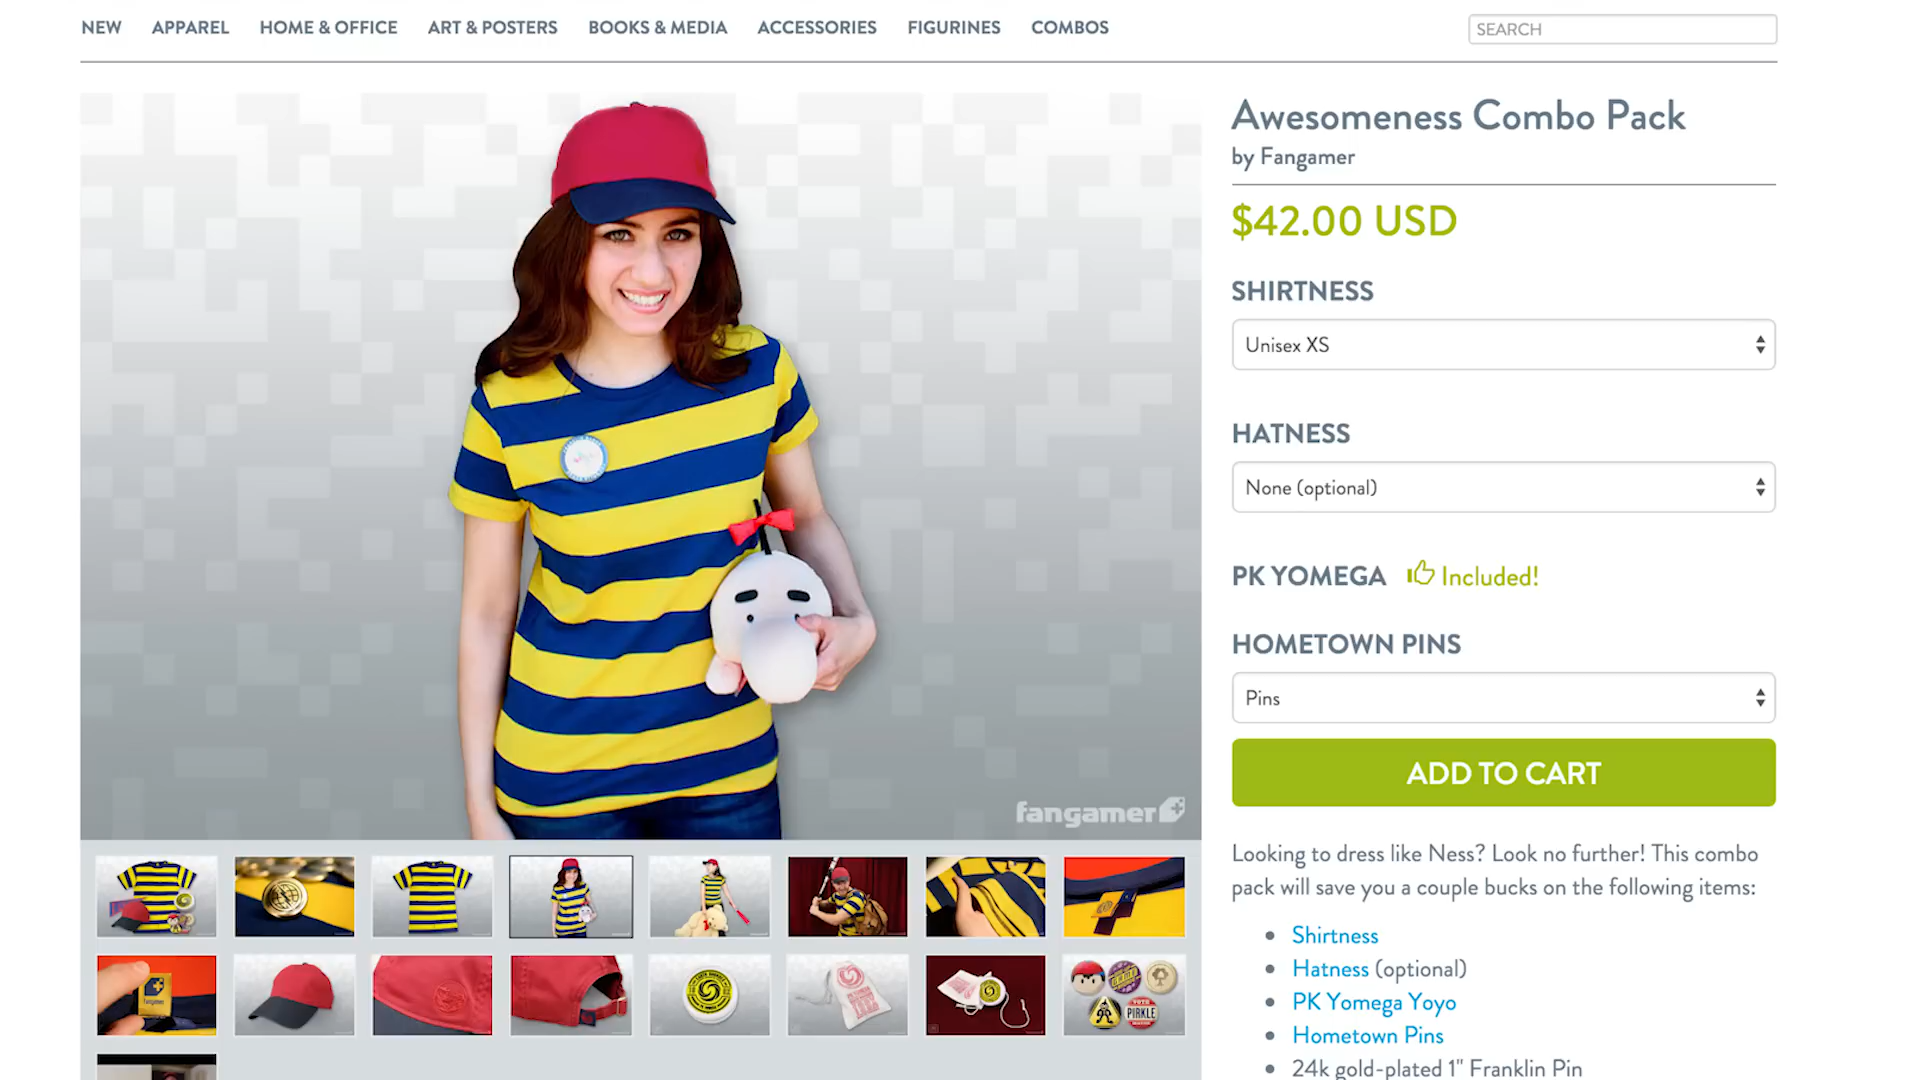 NEW APPAREL HOME & OFFICE ART & POSTERS BOOKS & MEDIA ACCESSORIES FIGURINES COMBOS SEARCH
Awesomeness Combo Pack
by Fangamer
$42.00 USD
SHIRTNESS
Unisex XS
HATNESS
None (optional)
PK YOMEGA Included!
HOMETOWN PINS
Pins
ADD TO CART
fangamer
Looking to dress like Ness? Look no further! This combo
pack will save you a couple bucks on the following items:
Shirtness
Hatness (optional)
PK Yomega Yoyo
Hometown Pins
24k gold-plated 1" Franklin Pin
fangamer
PIRKLE